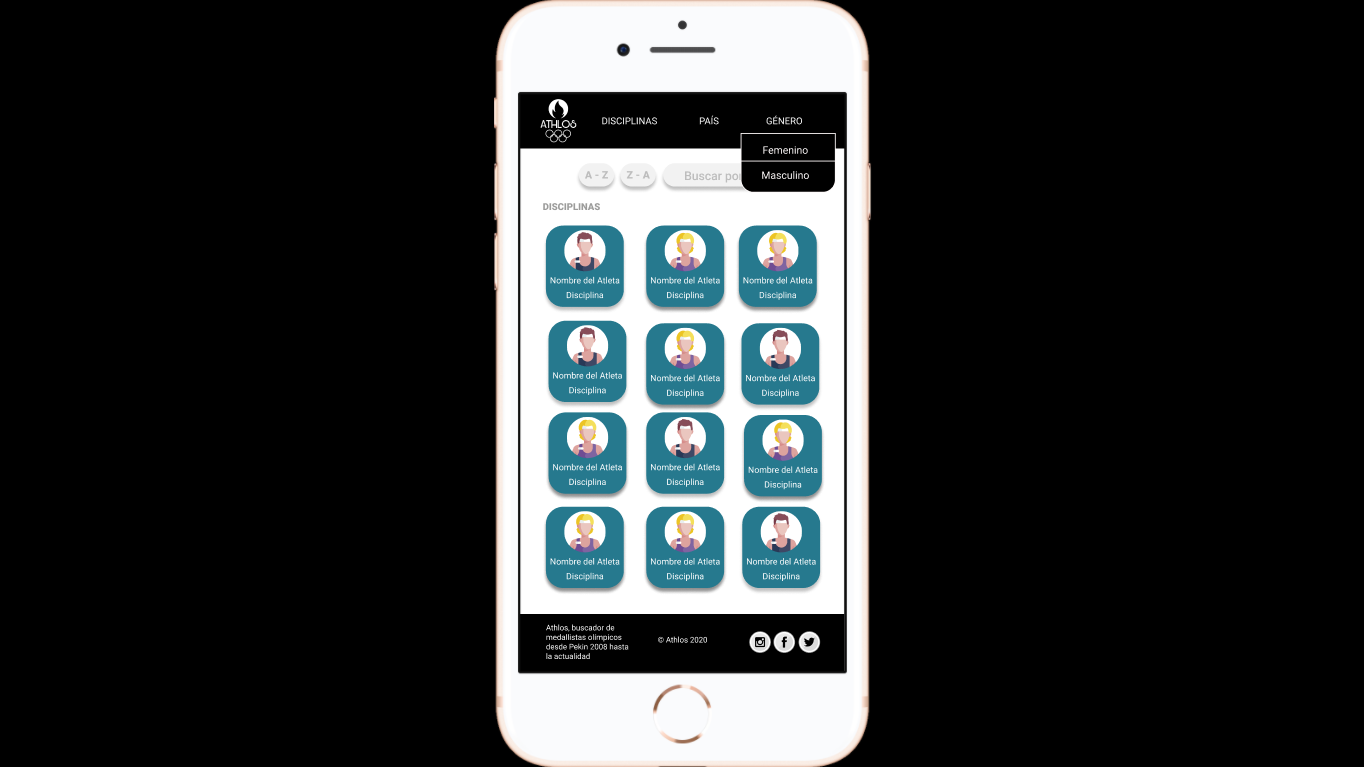 ATHLOS
DISCIPLINAS PAÍS GÉNERO
Femenino
Masculino
A - Z Z - A Buscar por
DISCIPLINAS
Nombre del Atleta Nombre del Atleta Nombre del Atleta
Disciplina Disciplina Disciplina
Nombre del Atleta Nombre del Atleta Nombre del Atleta
Disciplina Disciplina Disciplina
Nombre del Atleta Nombre del Atleta Nombre del Atleta
Disciplina Disciplina Disciplina
Nombre del Atleta Nombre del Atleta Nombre del Atleta
Disciplina Disciplina Disciplina
Athlos, buscador de
medallistas olímpicos
desde Pekin 2008 hasta
la actualidad
© Athlos 2020